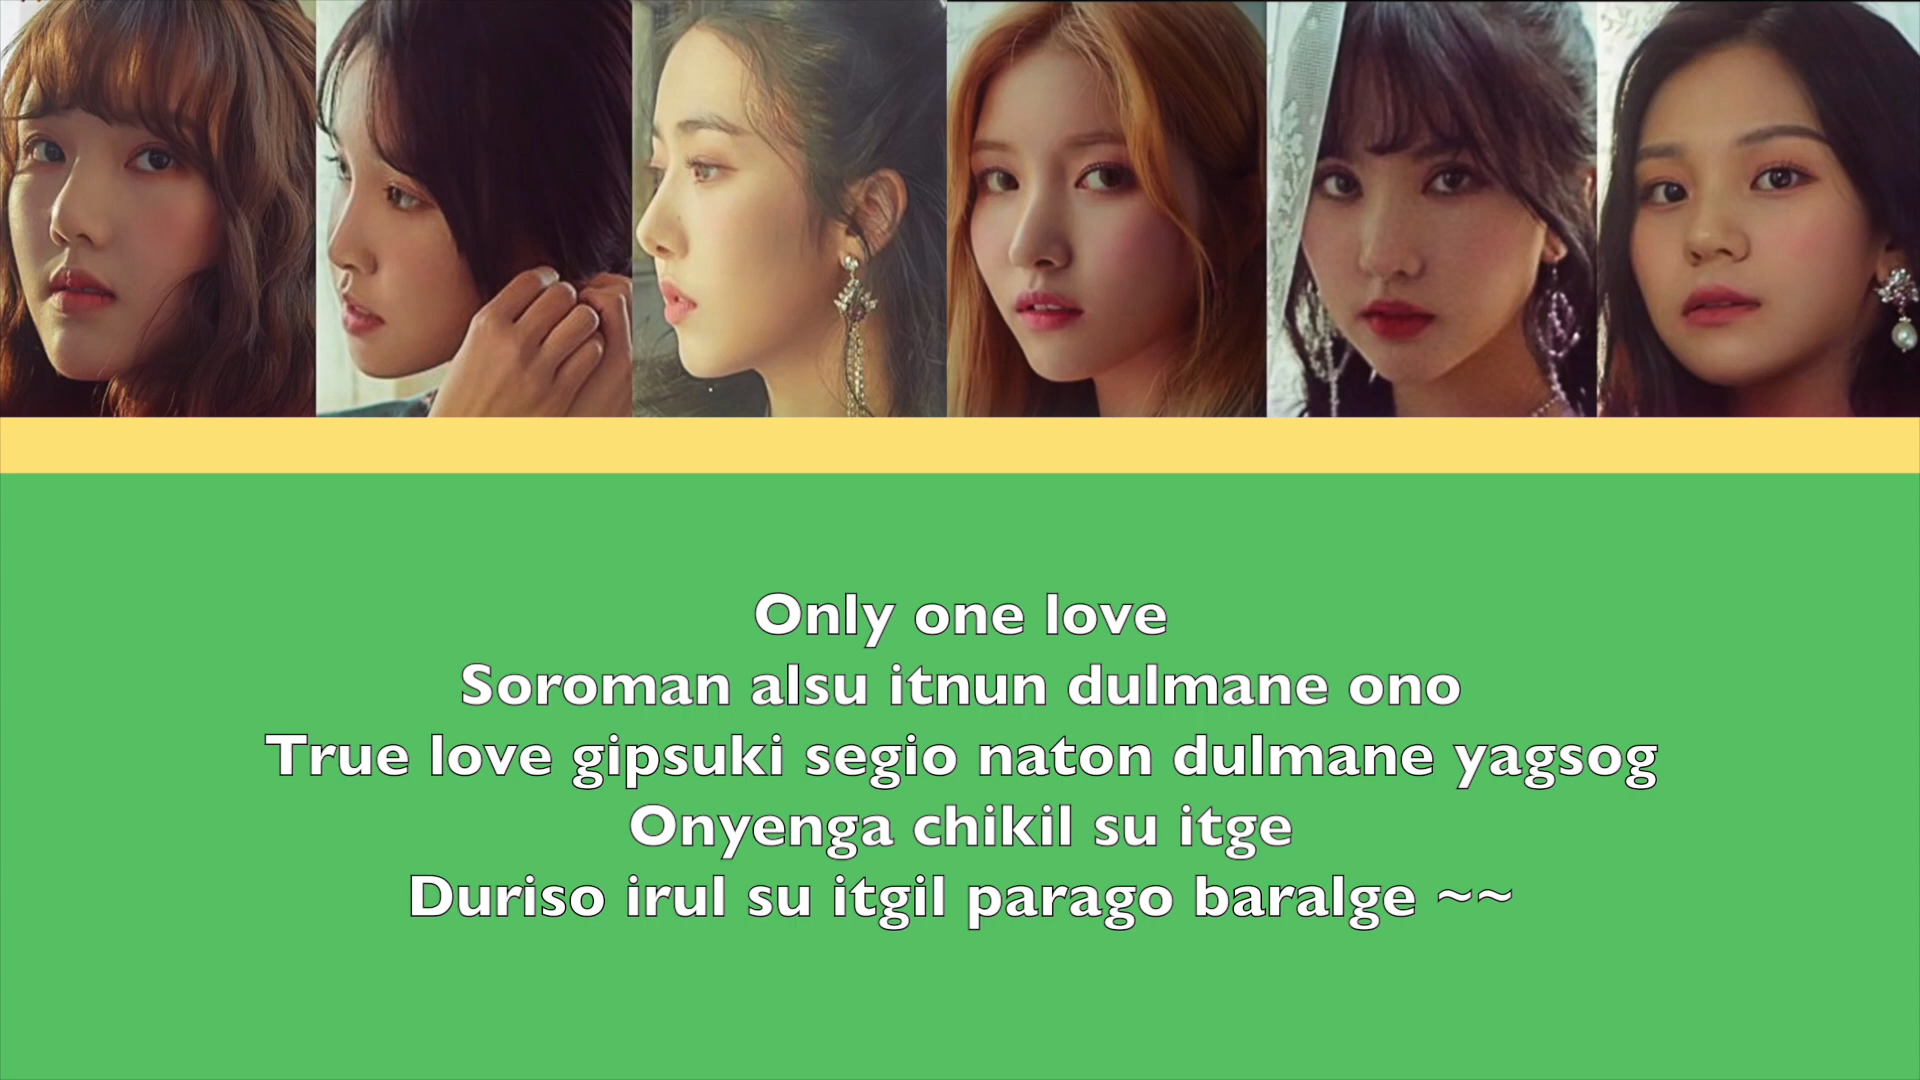 Only one love
Soroman alsu itnun dulmane ono
True love gipsuki segio naton dulmane yagsog
Onyenga chikil su itge
Duriso irul su itgil parago baralge ~~